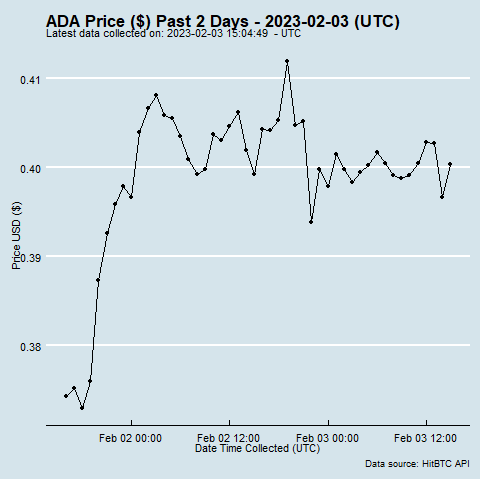 ADA Price ($) Past 2 Days - 2023-02-03 (UTC)
Latest data collected on: 2023-02-03 15:04:49 - UTC
0.41
0.40
0.39
0.38
Price USD ($)
Feb 02 00:00 Feb 02 12:00 Feb 03 00:00 Feb 03 12:00
Date Time Collected (UTC)
Data source: HitBTC API